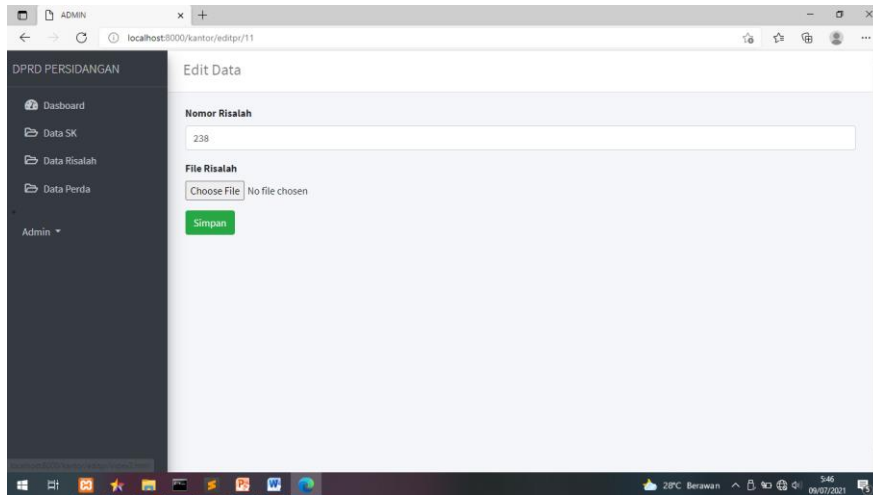 ADMIN
localhost:8000/kantor/editpr/11
DPRD PERSIDANGAN
Edit Data
Dasboard
Data SK
Data Risalah
Data Perda
Admin
Nomor Risalah
238
File Risalah
Choose File No file chosen
Simpan
28°C Berawan
5:46
09/07/2021